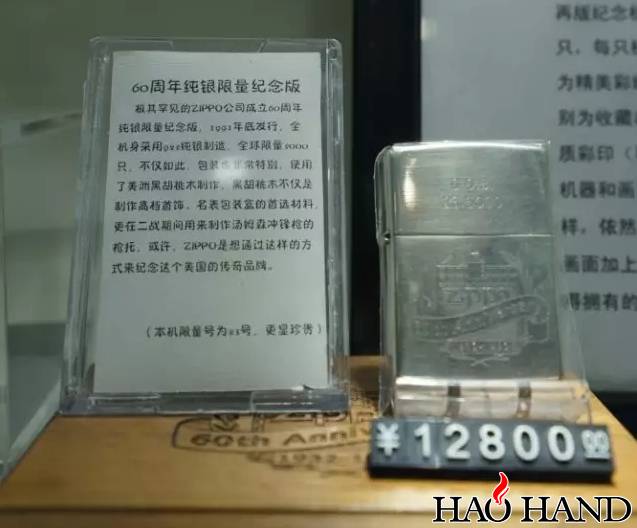 60周年纯银限量纪念版
极其罕见的ZIPPO公司成立60周年
纯银限量纪念版，1992年底发行，全
机身采用925纯银制造，全球限量5000
只，不仅如此，包装也非常特别，使用
了美洲黑胡桃木制作，黑胡桃木不仅是
制作高档首饰、名表包装盒的首选材料，
更在二战期间用来制作汤姆森冲锋枪的
枪托，或许，ZIPPO是想通过这样的方
式来纪念这个美国的传奇品牌。
（本机限量号为83号，更显珍贵
再版纪念
只，每只
为精美彩
别为收藏
质彩印（
机器和画
样，依然
画面加上
得拥有的
Zippo
60th Anni
1932
¥12800.00
HAO HAND